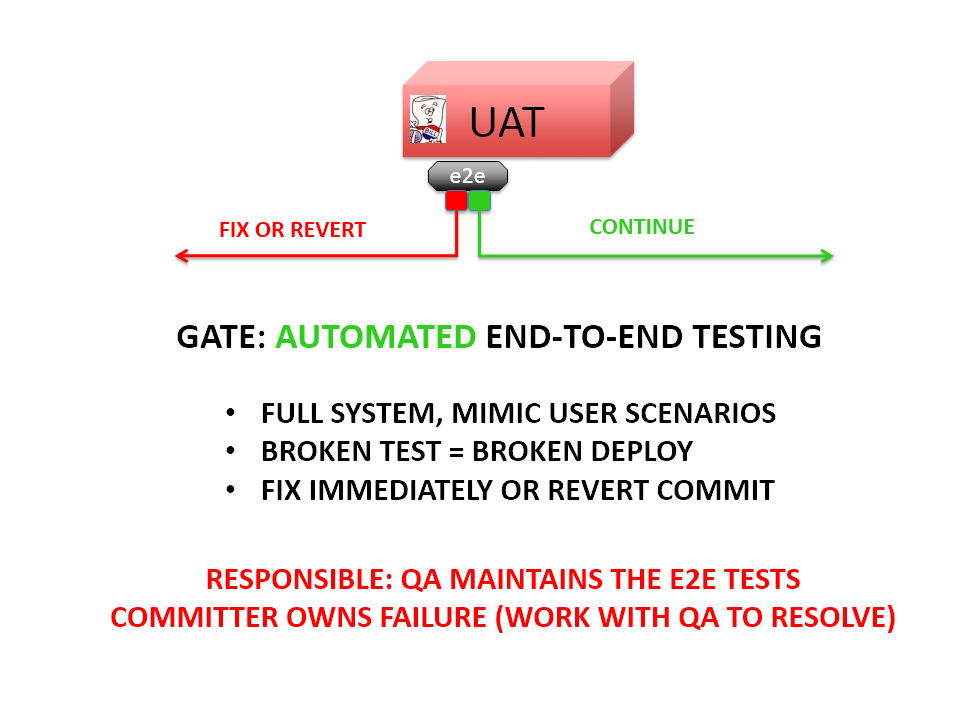 BILL
UAT
e2e
FIX OR REVERT
CONTINUE
GATE: AUTOMATED END-TO-END TESTING
• FULL SYSTEM, MIMIC USER SCENARIOS
• BROKEN TEST = BROKEN DEPLOY
• FIX IMMEDIATELY OR REVERT COMMIT
RESPONSIBLE: QA MAINTAINS THE E2E TESTS
COMMITTER OWNS FAILURE (WORK WITH QA TO RESOLVE)